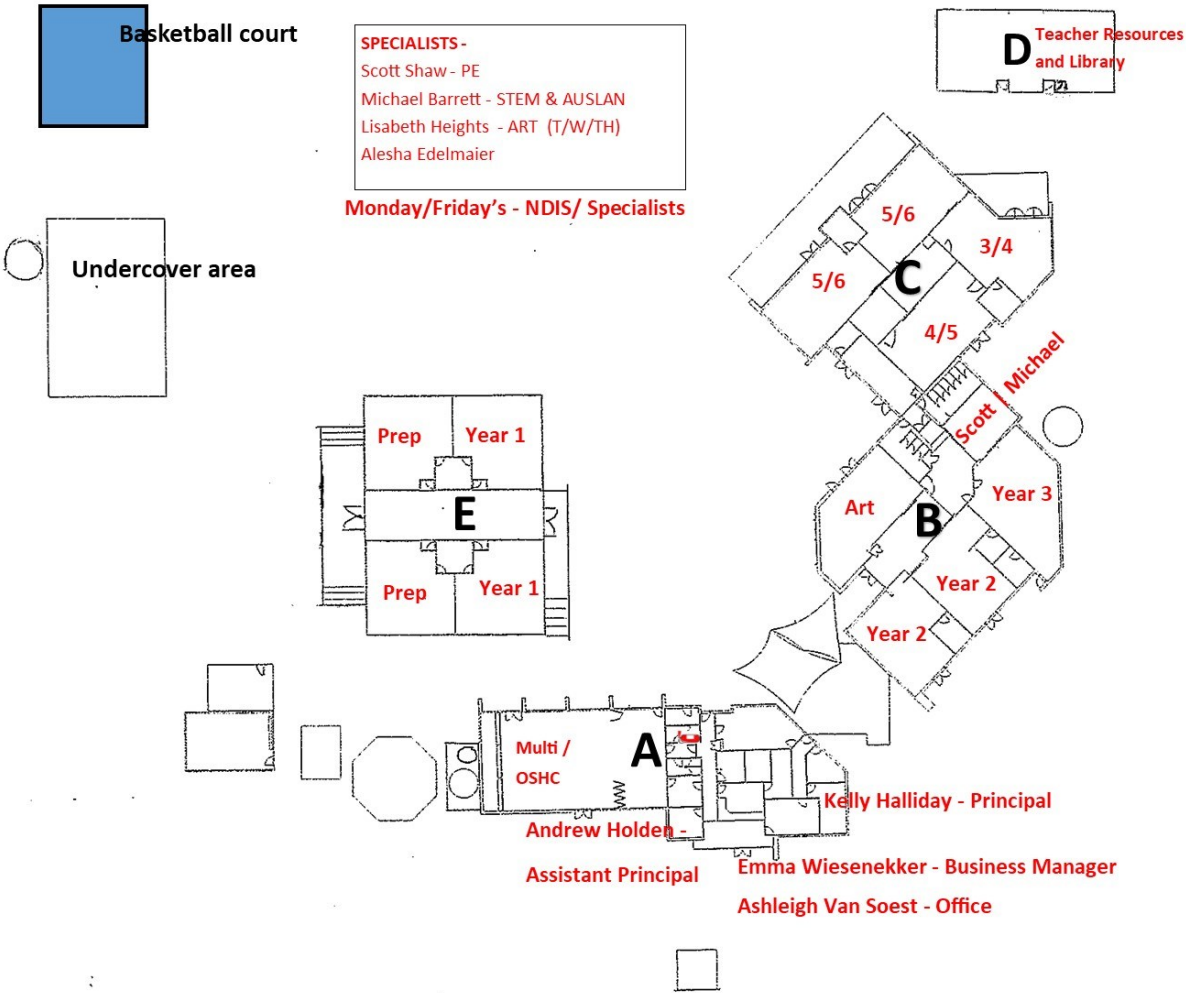 Basketball court
SPECIALISTS -
Scott Shaw - PE
Michael Barrett - STEM & AUSLAN
Lisabeth Heights - ART (T/W/TH)
Alesha Edelmaier
Monday/Friday's - NDIS/ Specialists
D
Teacher Resources
and Library
Undercover area
5/6
3/4
5/6
C
4/5
Michael
Scott
Prep
Year 1
E
Prep
Year 1
Art
B
Year 3
Year 2
Year 2
Multi /
OSHC
A
Kelly Halliday - Principal
Andrew Holden -
Assistant Principal
Emma Wiesenekker - Business Manager
Ashleigh Van Soest - Office